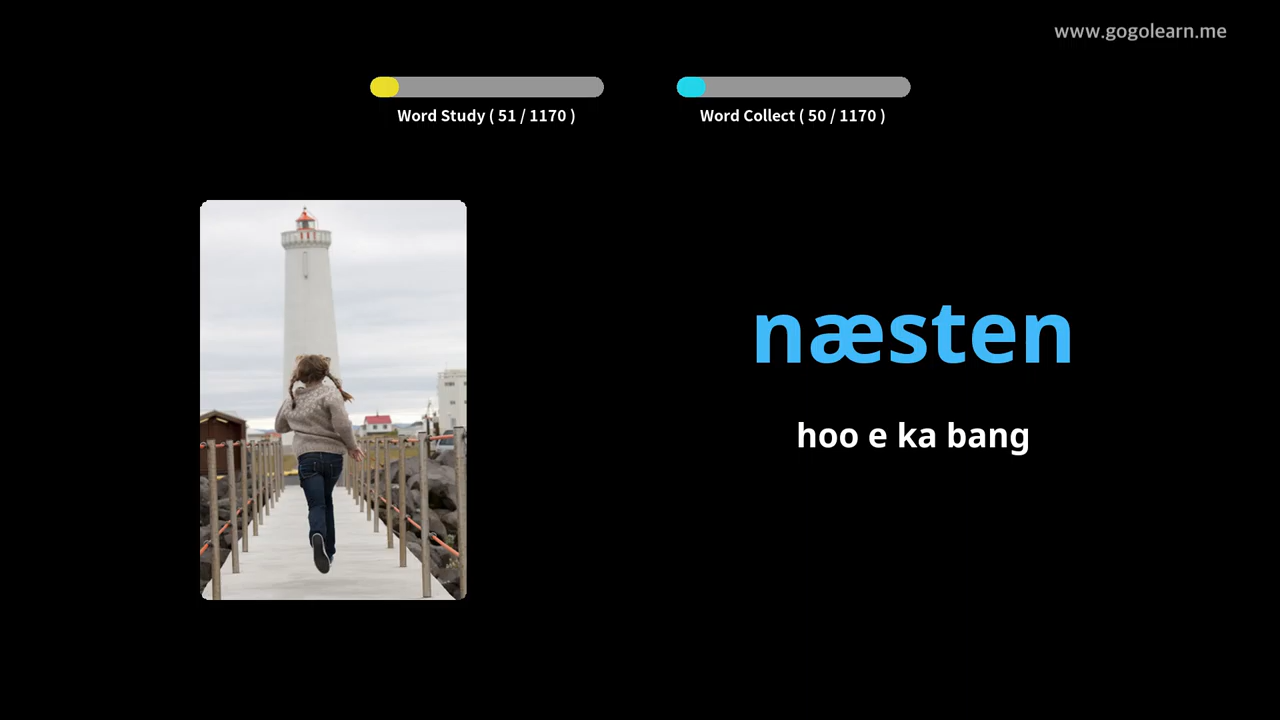 www.gogolearn.me
Word Study ( 51 / 1170 )
Word Collect ( 50 / 1170 )
næsten
hoo e ka bang